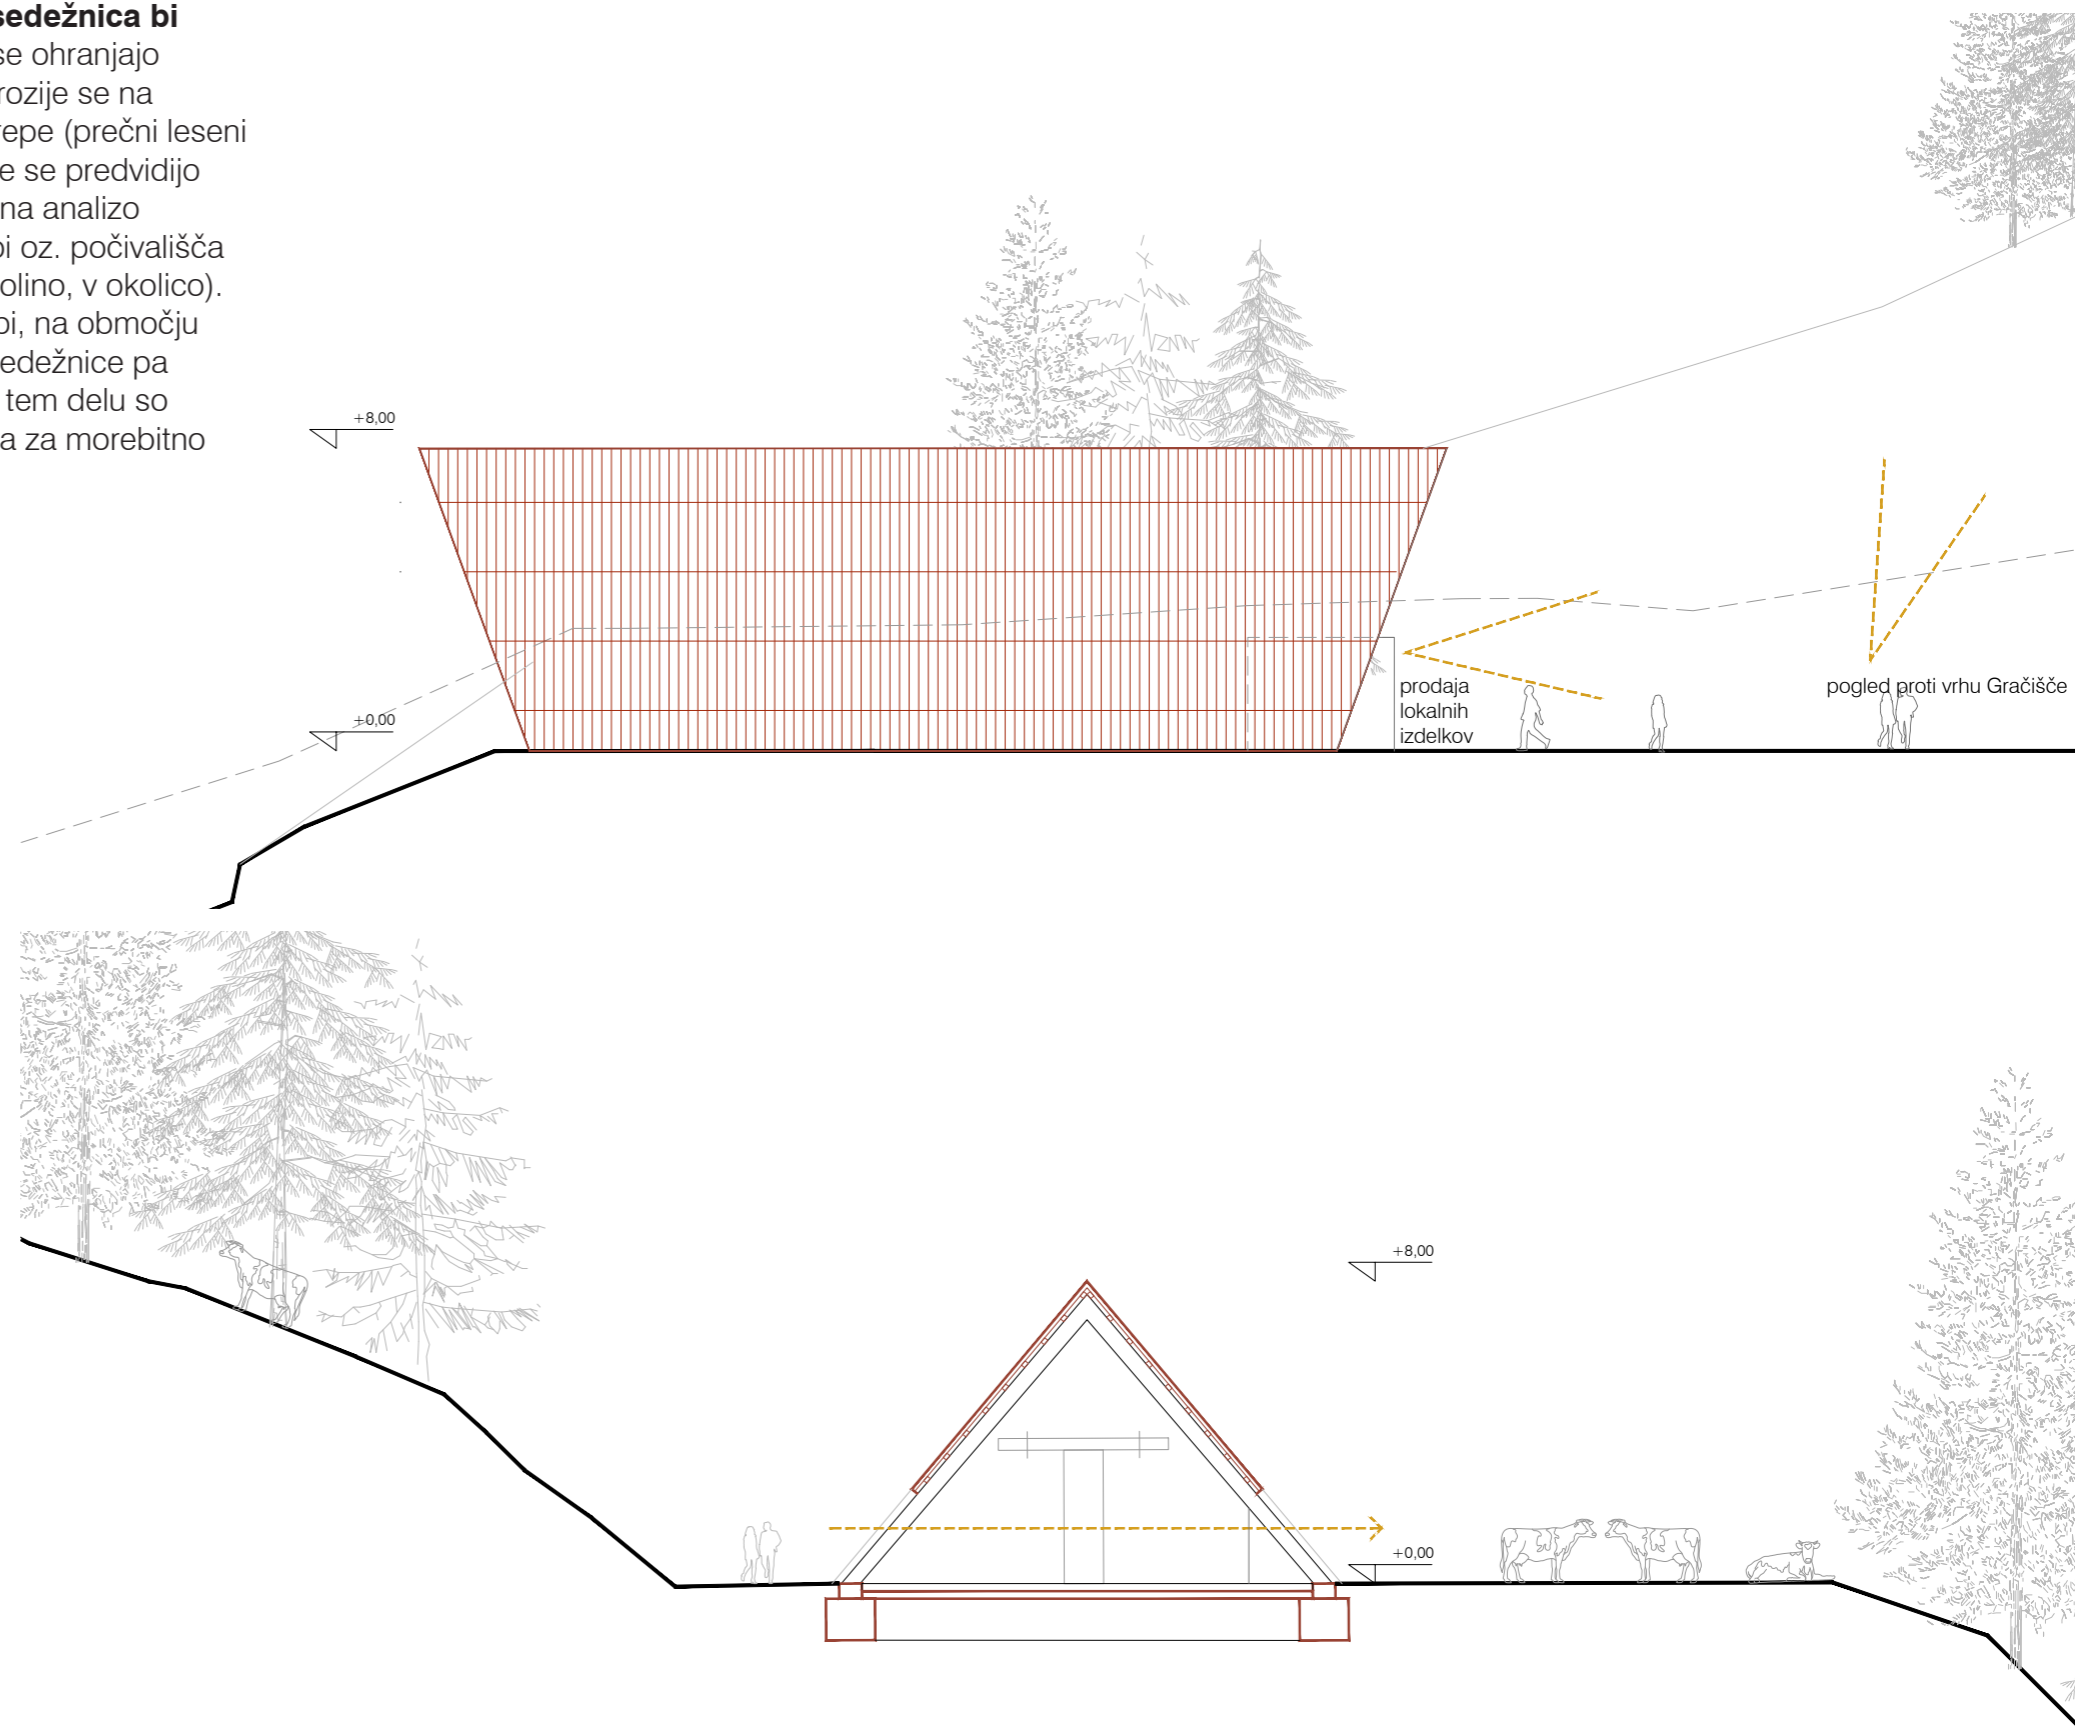 sedežnica bi
se ohranjajo
rozije se na
repe (prečni leseni
e se predvidijo
na analizo
oi oz. počivališča
olino, v okolico).
oi, na območju
edežnice pa
tem delu so
a za morebitno
+8,00
+0,00
prodaja
lokalnih
izdelkov
pogled proti vrhu Gračišče
+8,00
+0,00